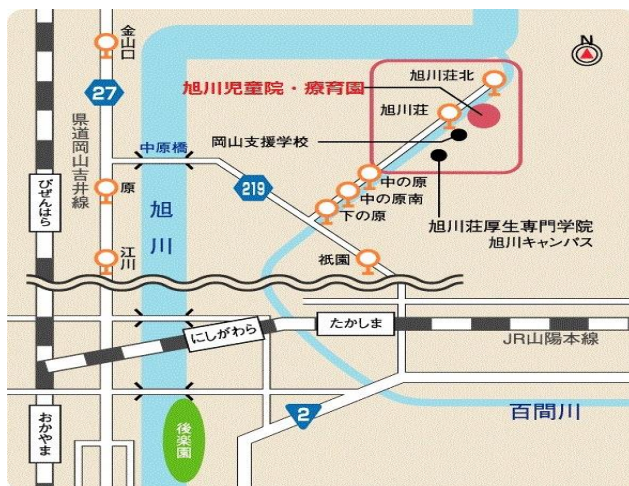 金山口
N
旭川荘北
旭川児童院・療育園
27
旭川荘
県道岡山吉井線
岡山支援学校
中原橋
びぜんはら
原
219
中の原
中の原南
下の原
旭川
旭川荘厚生専門学院
旭川キャンパス
江川
祇園
にしがわら
たかしま
JR山陽本線
おかやま
後楽園
2
百間川